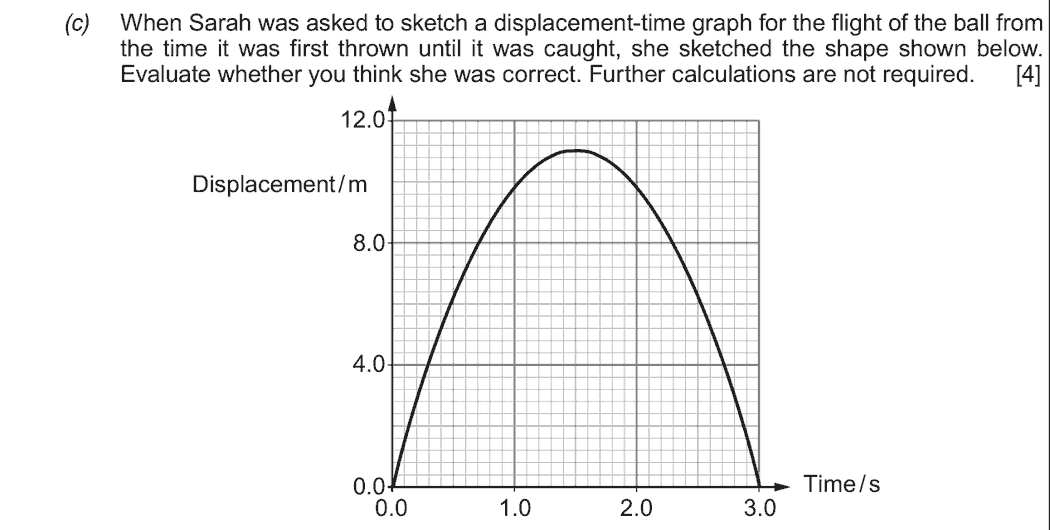 (c) When Sarah was asked to sketch a displacement-time graph for the flight of the ball from
the time it was first thrown until it was caught, she sketched the shape shown below.
Evaluate whether you think she was correct. Further calculations are not required. [4]
12.0
Displacement/m
8.0
4.0
0.0
Time/s
0.0 1.0 2.0 3.0